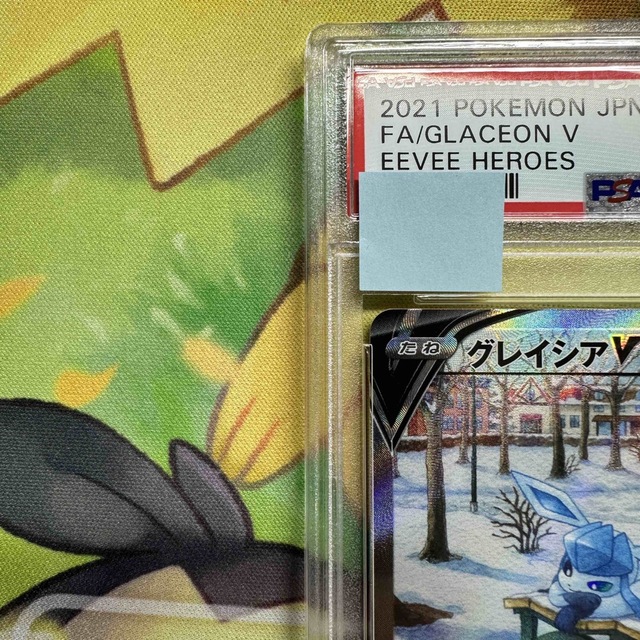 2021 POKEMON JPN
FA/GLACEON V
EEVEE HEROES
PSA
たね グレイシアV